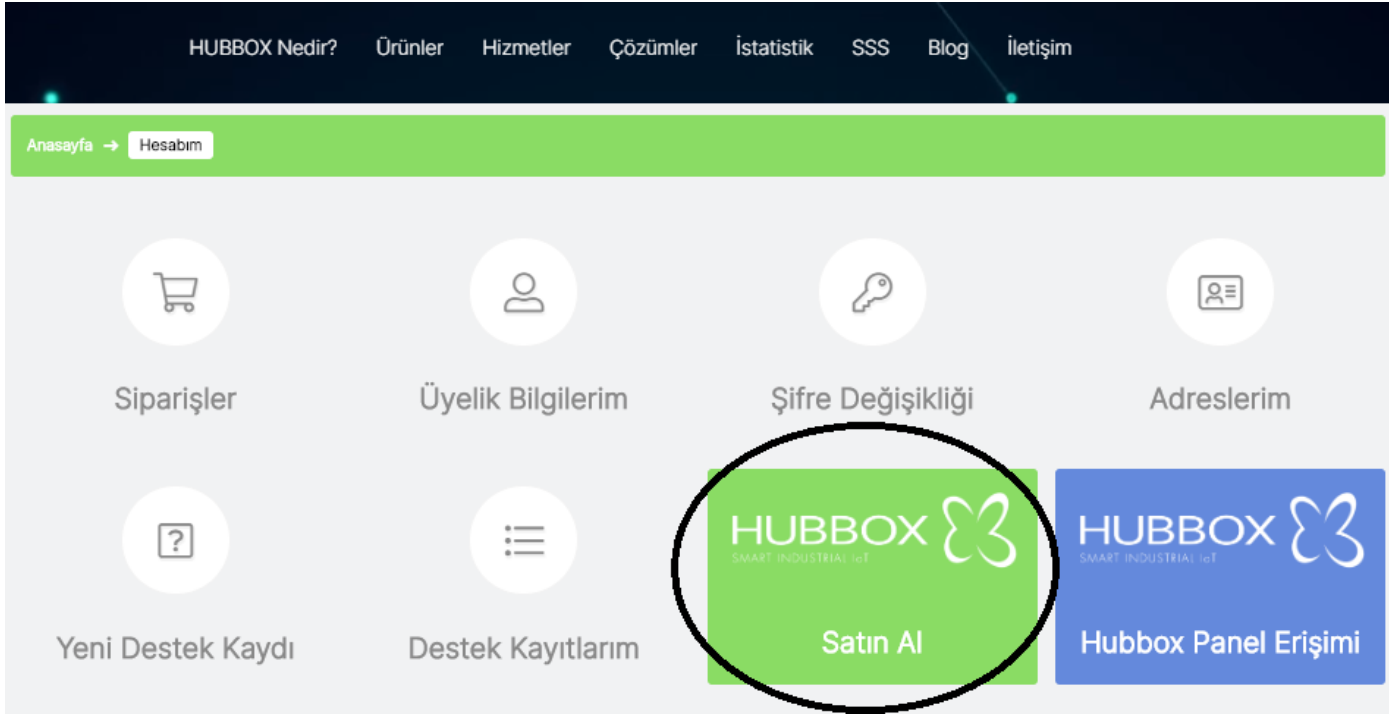 HUBBOX Nedir? Ürünler Hizmetler Çözümler İstatistik SSS Blog İletişim
Anasayfa → Hesabım
Siparişler Üyelik Bilgilerim Şifre Değişikliği Adreslerim
HUBBOX HUBBOX
SMART INDUSTRIAL IoT SMART INDUSTRIAL IoT
Yeni Destek Kaydı Destek Kayıtlarım Satın Al Hubbox Panel Erişimi